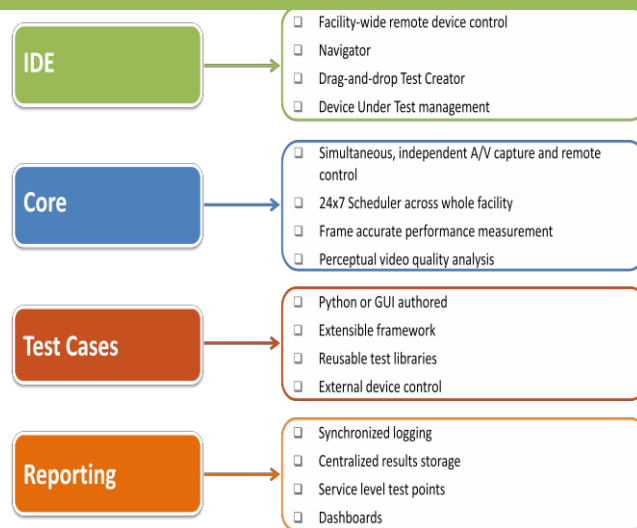 IDE
Facility-wide remote device control
Navigator
Drag-and-drop Test Creator
Device Under Test management
Core
Simultaneous, independent A/V capture and remote
control
24x7 Scheduler across whole facility
Frame accurate performance measurement
Perceptual video quality analysis
Test Cases
Python or GUI authored
Extensible framework
Reusable test libraries
External device control
Reporting
Synchronized logging
Centralized results storage
Service level test points
Dashboards